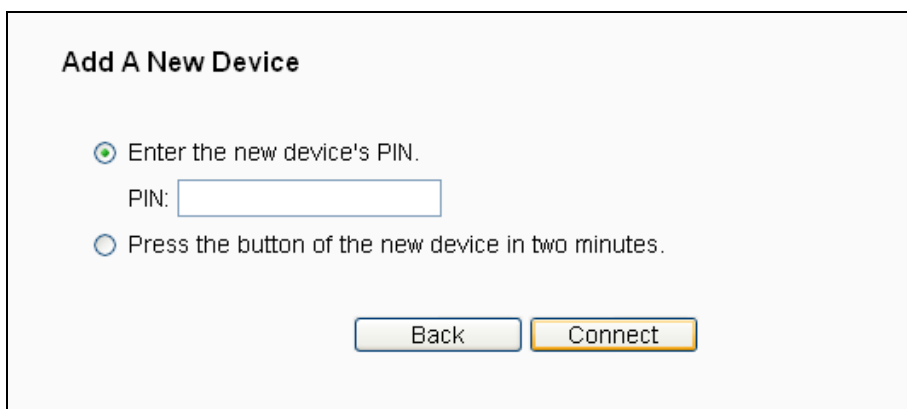 Add A New Device
Enter the new device's PIN.
PIN:
Press the button of the new device in two minutes.
Back Connect